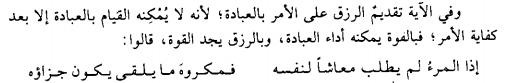 وفي الآية تقديمُ الرزق على الأمر بالعبادة؛ لأنه لا يُمْكِنه القيام بالعبادة إلا بعد
كفاية الأمر؛ فبالقوة يمكنه أداء العبادة، وبالرزق يجد القوة، قالوا:
إذا المرءُ لم يطلب معاشاً لنفسه فمكروهَ ما يلقى يكون جزاؤه